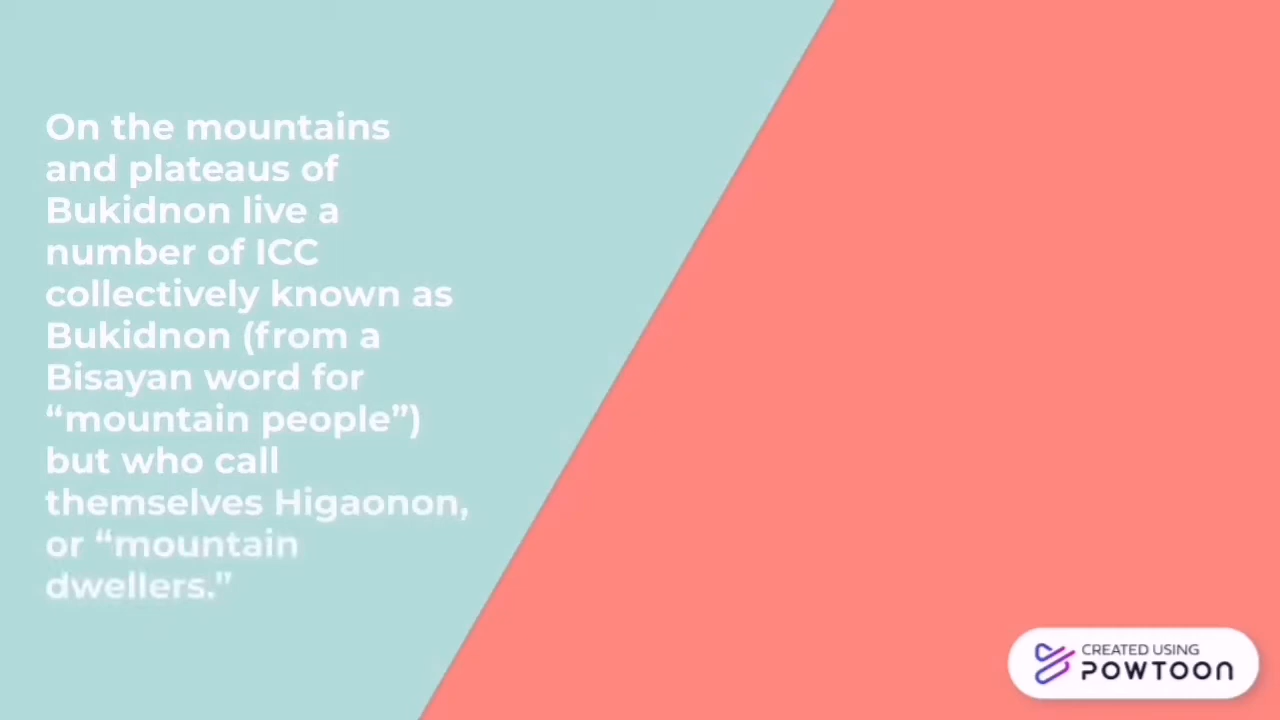 On the mountains
and plateaus of
Bukidnon live a
number of ICC
collectively known as
Bukidnon (from a
Bisayan word for
“mountain people”)
but who call
themselves Higaonon,
or “mountain
dwellers."
CREATED USING
POWTOON